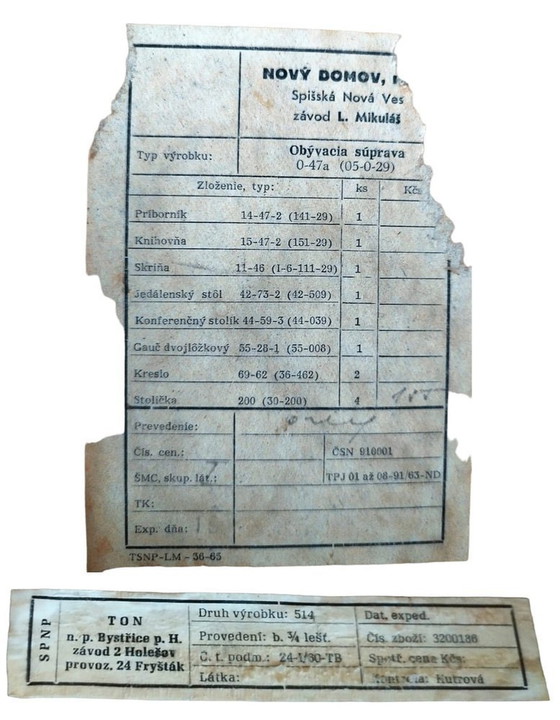 NOVÝ DOMOV,
Spišská Nová Ves
závod L. Mikuláš
Typ výrobku: Obývacia súprava
0-47a (05-0-29)
Zloženie, typ: ks Kčs
Príborník 14-47-2 (141-29) 1
Knihovňa 15-47-2 (151-29) 1
Skriňa 11-46 (I-6-111-29) 1
Jedálenský stôl 42-73-2 (42-509) 1
Konferenčný stolík 44-59-3 (44-039) 1
Gauč dvojlôžkový 55-28-1 (55-008) 1
Kreslo 69-62 (36-462) 2
Stolička 200 (30-200) 4
Prevedenie:
Čís. cen.: ČSN 910001
ŠMC, skup. lát.: TPJ 01 až 06-91/63-ND
TK:
Exp. dňa:
TSNP-LM - 36-65
SPNP
TON
n. p. Bystřice p. H.
závod 2 Holešov
provoz. 24 Fryšták
Druh výrobku: 514 Dat. exped.
Provedení: b. ¾ lešt. Čís. zboží: 3200186
Č. t. podm.: 24-1/60-TB Spotř. cena Kčs:
Látka: Kutrová